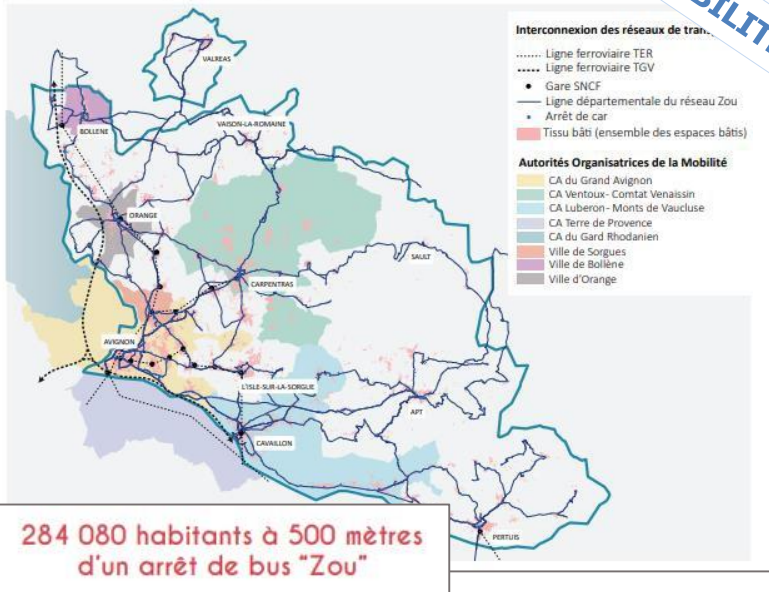 BILIT
Interconnexion des réseaux de
Ligne ferroviaire TER
Ligne ferroviaire TGV
Gare SNCF
Ligne départementale du réseau Zou
Arrêt de car
Tissu bâti (ensemble des espaces bâtis)
Autorités Organisatrices de la Mobilité
CA du Grand Avignon
CA Ventoux- Comtat Venaissin
CA Luberon- Monts de Vaucluse
CA Terre de Provence
CA du Gard Rhodanien
Ville de Sorgues
Ville de Bollène
Ville d'Orange
VALREAS
BOLLENE
VAISON-LA-ROMAINE
ORANGE
SAULT
CARPENTRAS
AVIGNON
L'ISLE-SUR-LA-SORGUE
APT
CAVAILLON
PERTUIS
284 080 habitants à 500 mètres
d'un arrêt de bus "Zou"